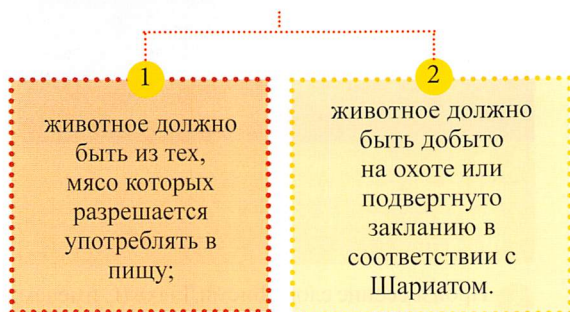 1
животное должно
быть из тех,
мясо которых
разрешается
употреблять в
пищу;
2
животное должно
быть добыто
на охоте или
подвергнуто
закланию в
соответствии с
Шариатом.